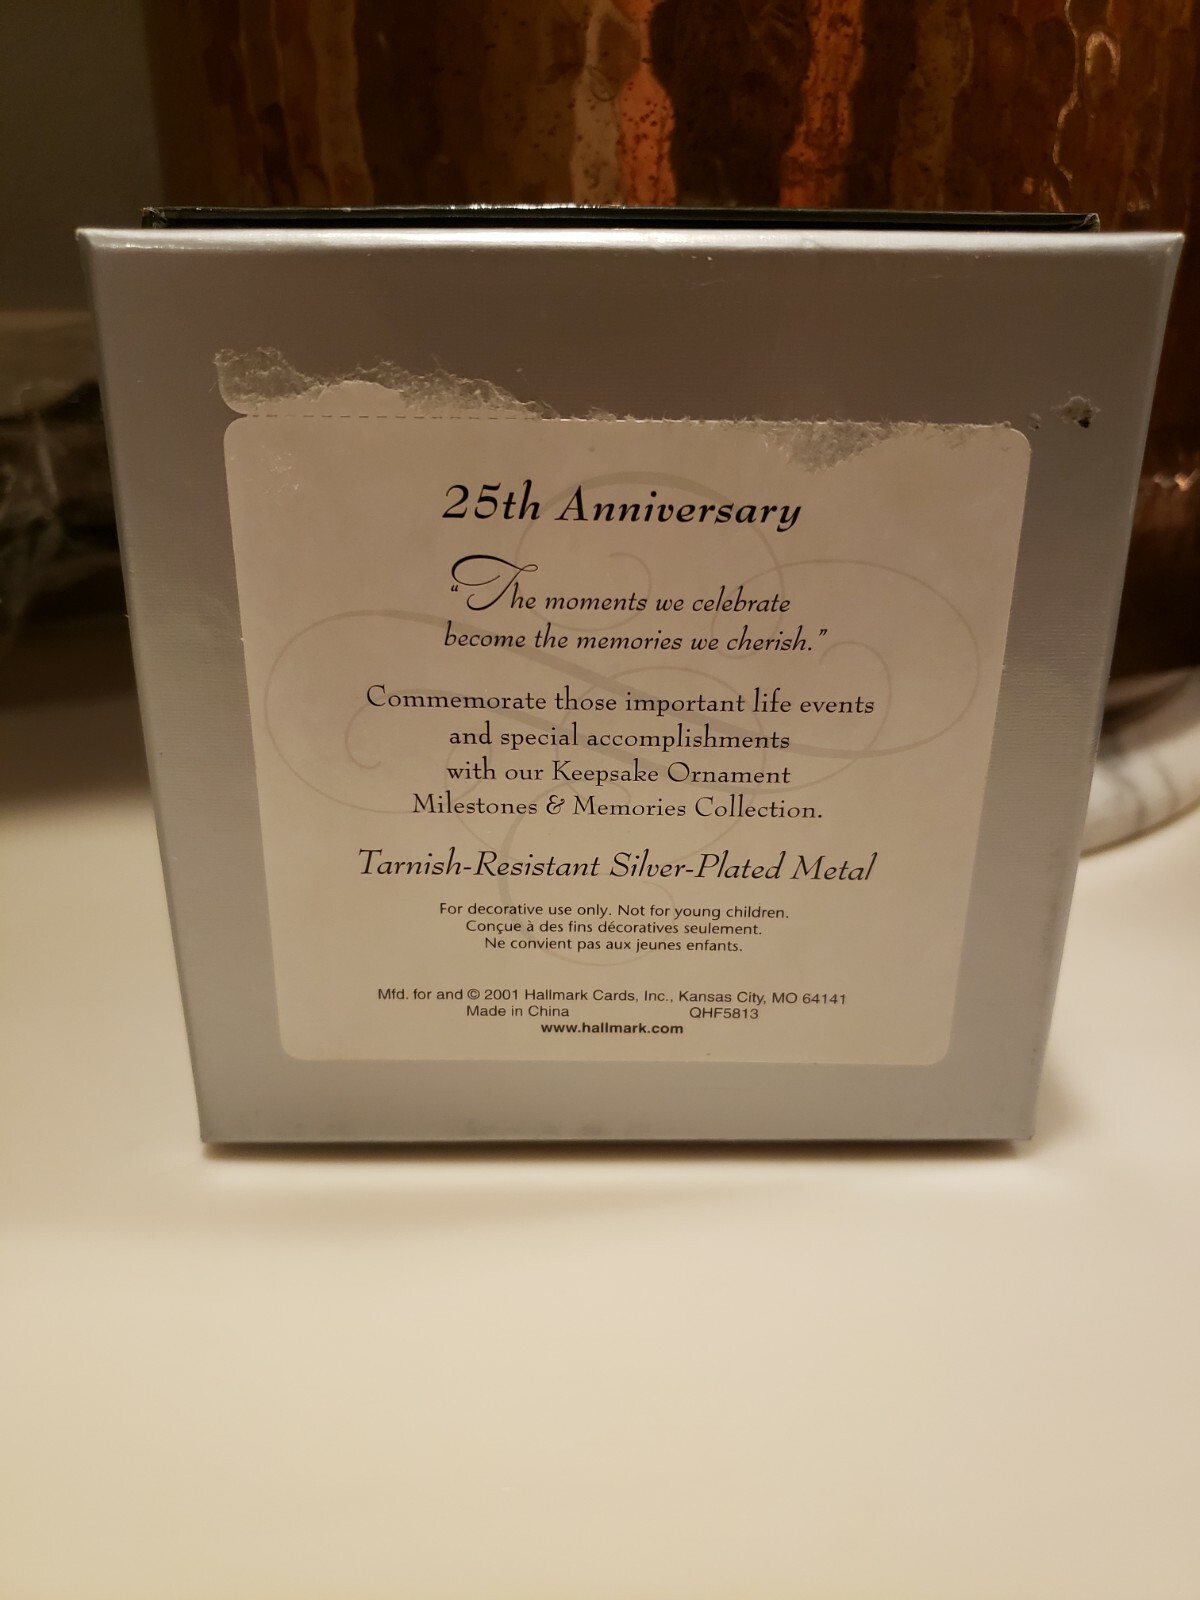 25th Anniversary
“The moments we celebrate
become the memories we cherish.”
Commemorate those important life events
and special accomplishments
with our Keepsake Ornament
Milestones & Memories Collection.
Tarnish-Resistant Silver-Plated Metal
For decorative use only. Not for young children.
Conçue à des fins décoratives seulement.
Ne convient pas aux jeunes enfants.
Mfd. for and © 2001 Hallmark Cards, Inc., Kansas City, MO 64141
Made in China QHF5813
www.hallmark.com